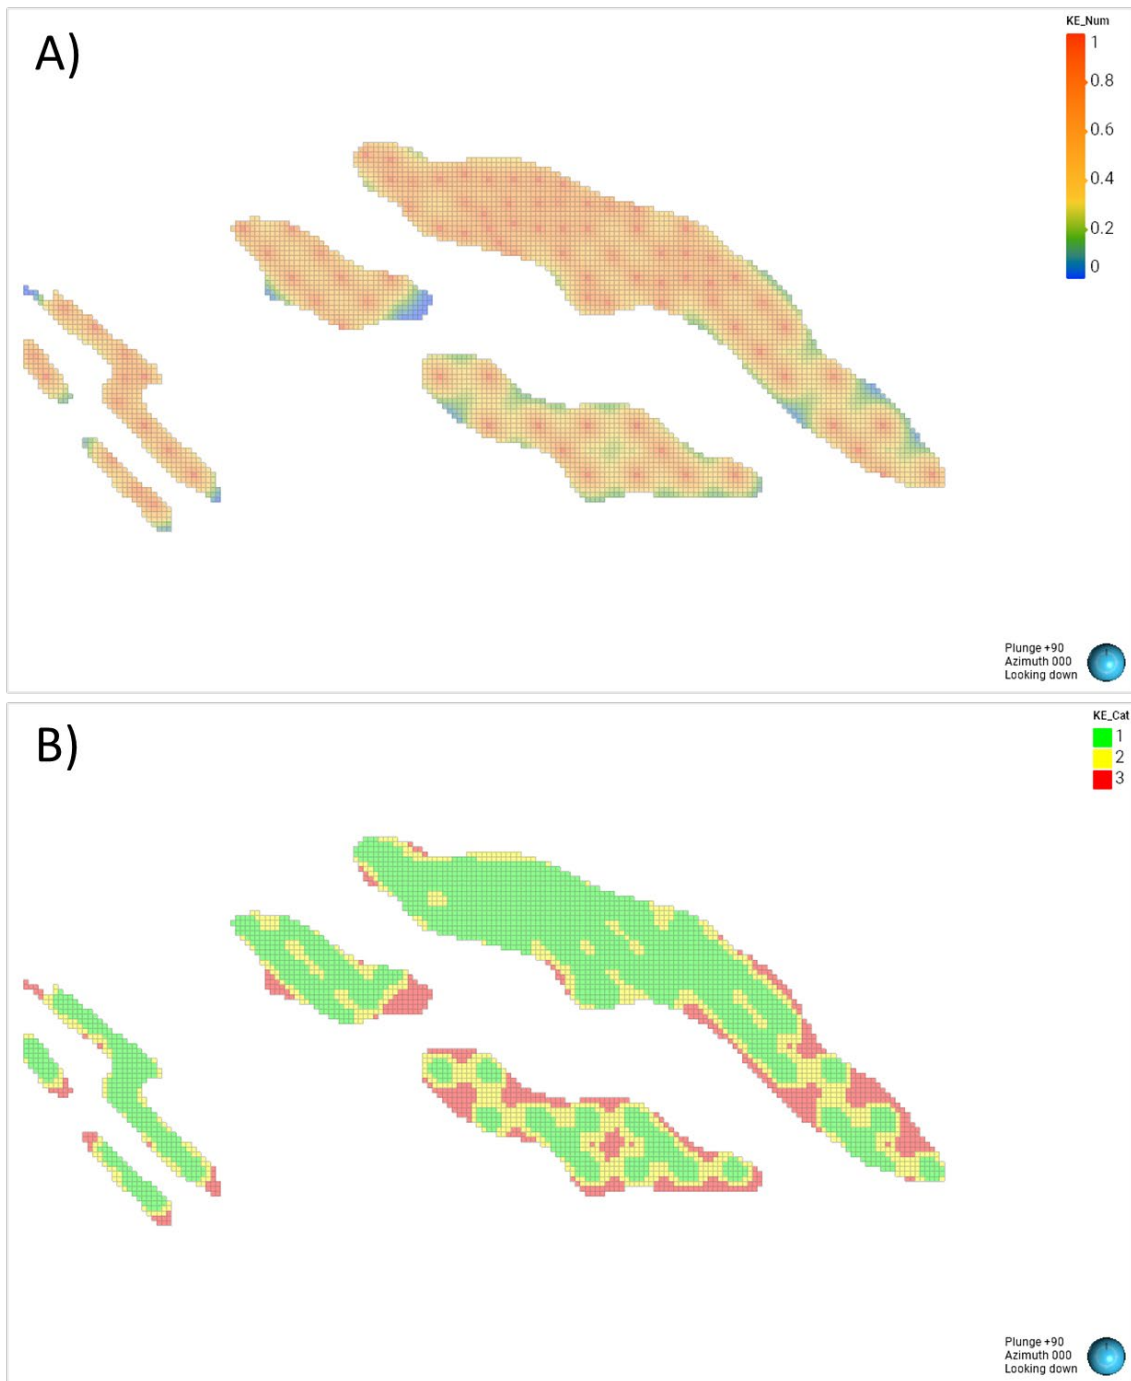 A)
KE_Num
1
0.8
0.6
0.4
0.2
0
Plunge +90
Azimuth 000
Looking down
B)
KE_Cat
1
2
3
Plunge +90
Azimuth 000
Looking down